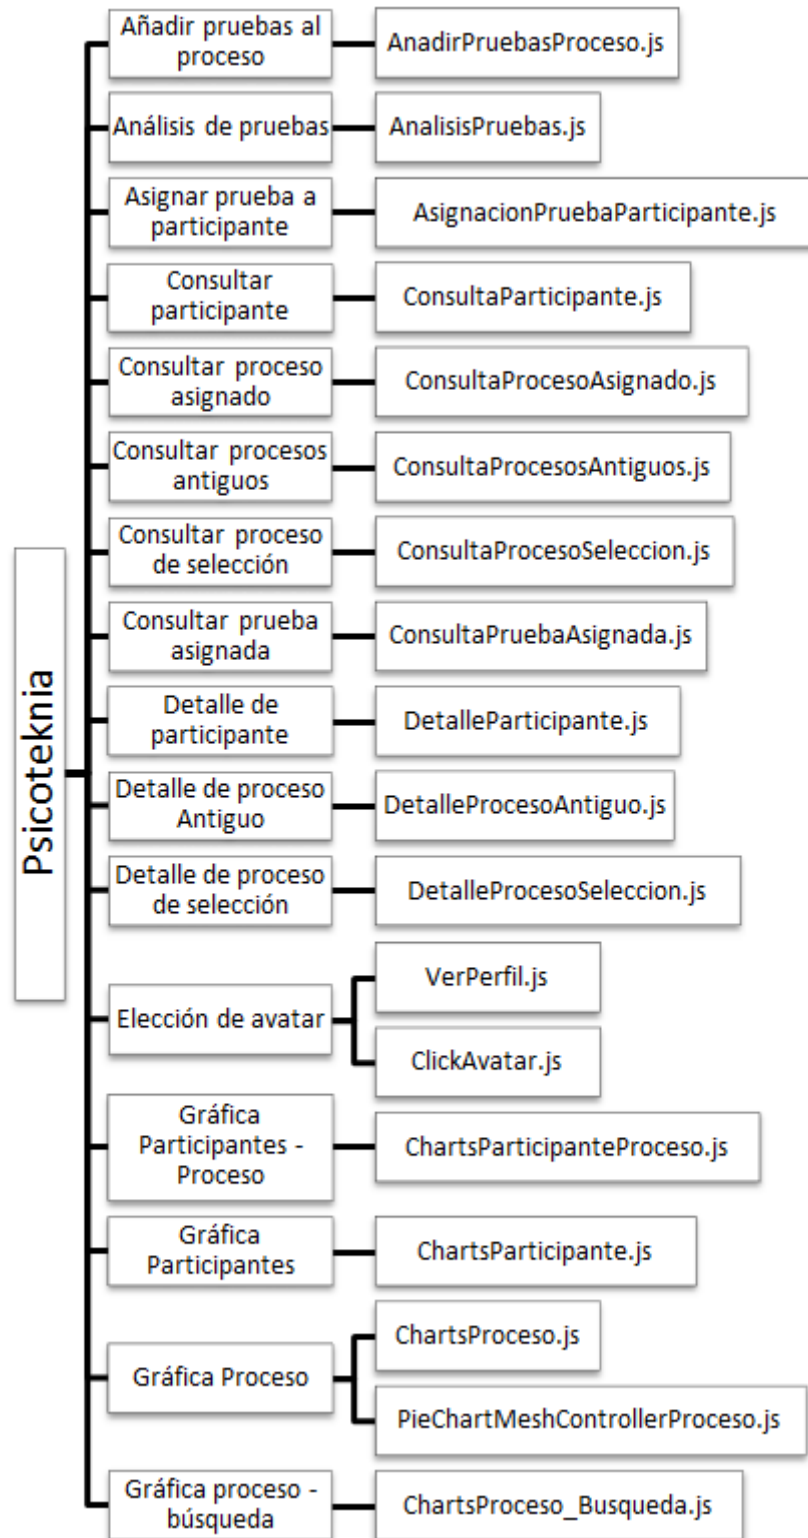 Psicoteknia
Añadir pruebas al
proceso
AnadirPruebasProceso.js
Análisis de pruebas
AnalisisPruebas.js
Asignar prueba a
participante
AsignacionPruebaParticipante.js
Consultar
participante
ConsultaParticipante.js
Consultar proceso
asignado
ConsultaProcesoAsignado.js
Consultar procesos
antiguos
ConsultaProcesosAntiguos.js
Consultar proceso
de selección
ConsultaProcesoSeleccion.js
Consultar prueba
asignada
ConsultaPruebaAsignada.js
Detalle de
participante
DetalleParticipante.js
Detalle de proceso
Antiguo
DetalleProcesoAntiguo.js
Detalle de proceso
de selección
DetalleProcesoSeleccion.js
Elección de avatar
VerPerfil.js
ClickAvatar.js
Gráfica
Participantes -
Proceso
ChartsParticipanteProceso.js
Gráfica
Participantes
ChartsParticipante.js
Gráfica Proceso
ChartsProceso.js
PieChartMeshControllerProceso.js
Gráfica proceso -
búsqueda
ChartsProceso_Busqueda.js